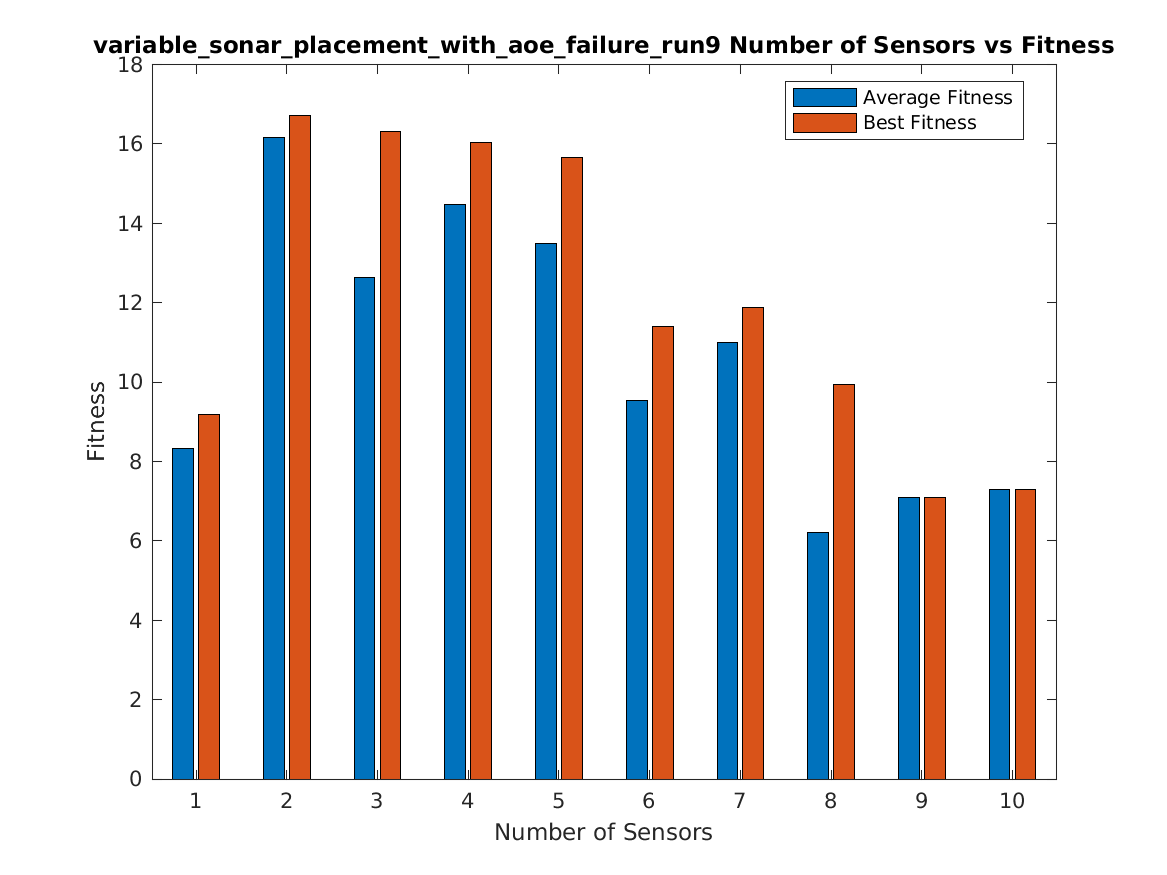 variable_sonar_placement_with_aoe_failure_run9 Number of Sensors vs Fitness
18
16
14
12
10
8
6
4
2
0
Fitness
Average Fitness
Best Fitness
1 2 3 4 5 6 7 8 9 10
Number of Sensors